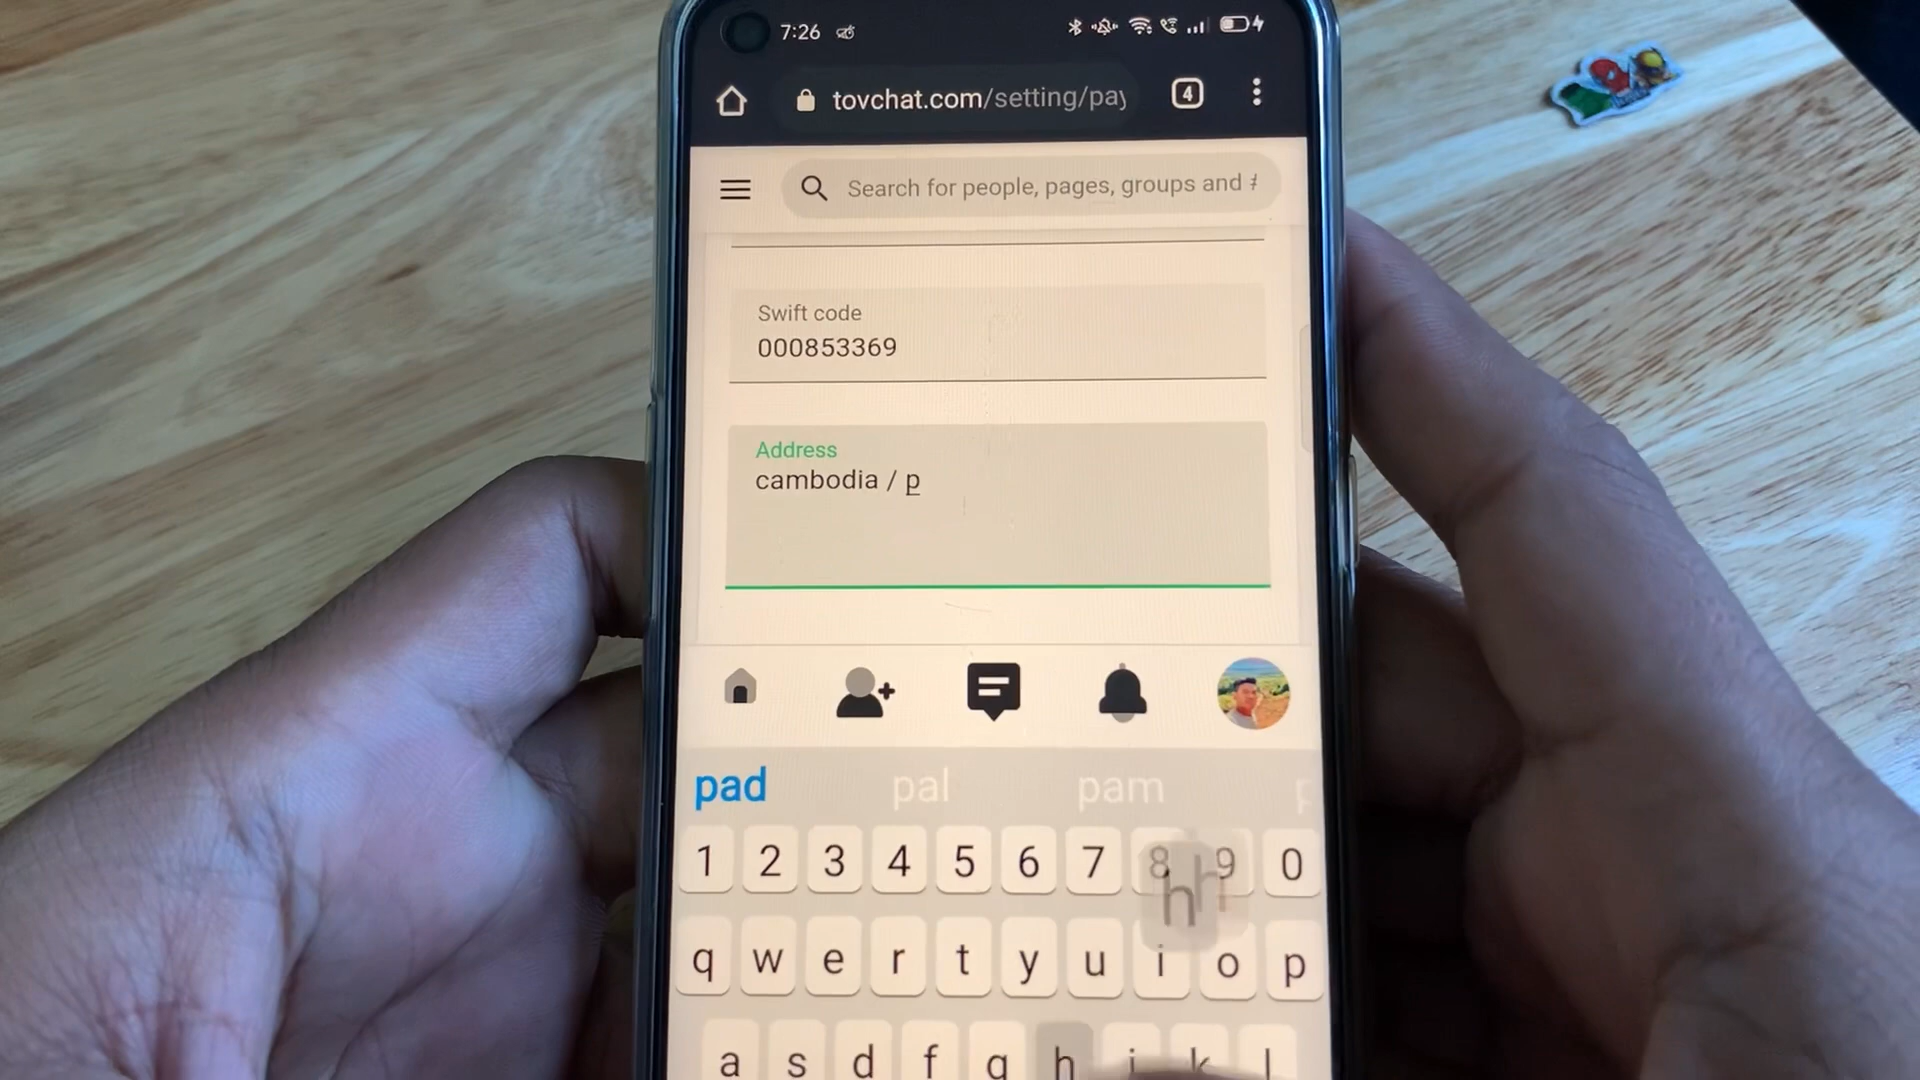 7:26
tovchat.com/setting/pay
4
Search for people, pages, groups and #
Swift code
000853369
Address
cambodia / p
pad pal pam
1 2 3 4 5 6 7 8 9 0
h
q w e r t y u i o p
a s d f g h j k l